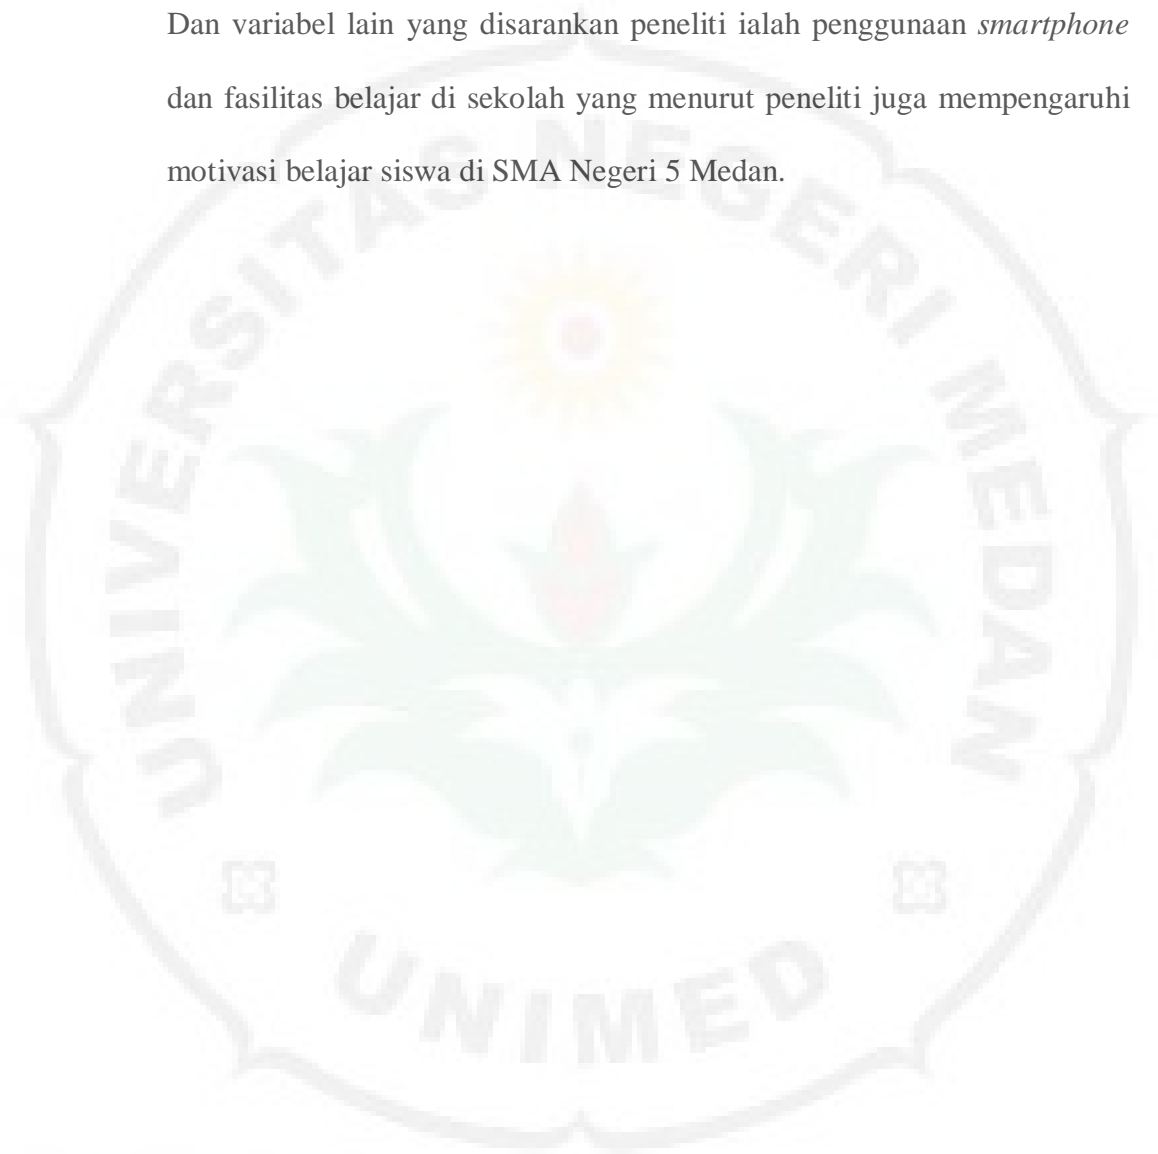 Dan variabel lain yang disarankan peneliti ialah penggunaan smartphone
dan fasilitas belajar di sekolah yang menurut peneliti juga mempengaruhi
motivasi belajar siswa di SMA Negeri 5 Medan.
UNIVERSITAS NEGERI MEDAN
UNIMED